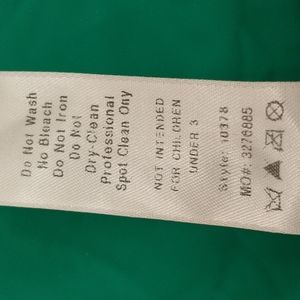 Do Not Wash
No Bleach
Do Not Iron
Do Not
Dry-Clean
Professional
Spot Clean Ony
NOT INTENDED
FOR CHILDREN
UNDER 3
Style#: 10378
MO#: 3276885